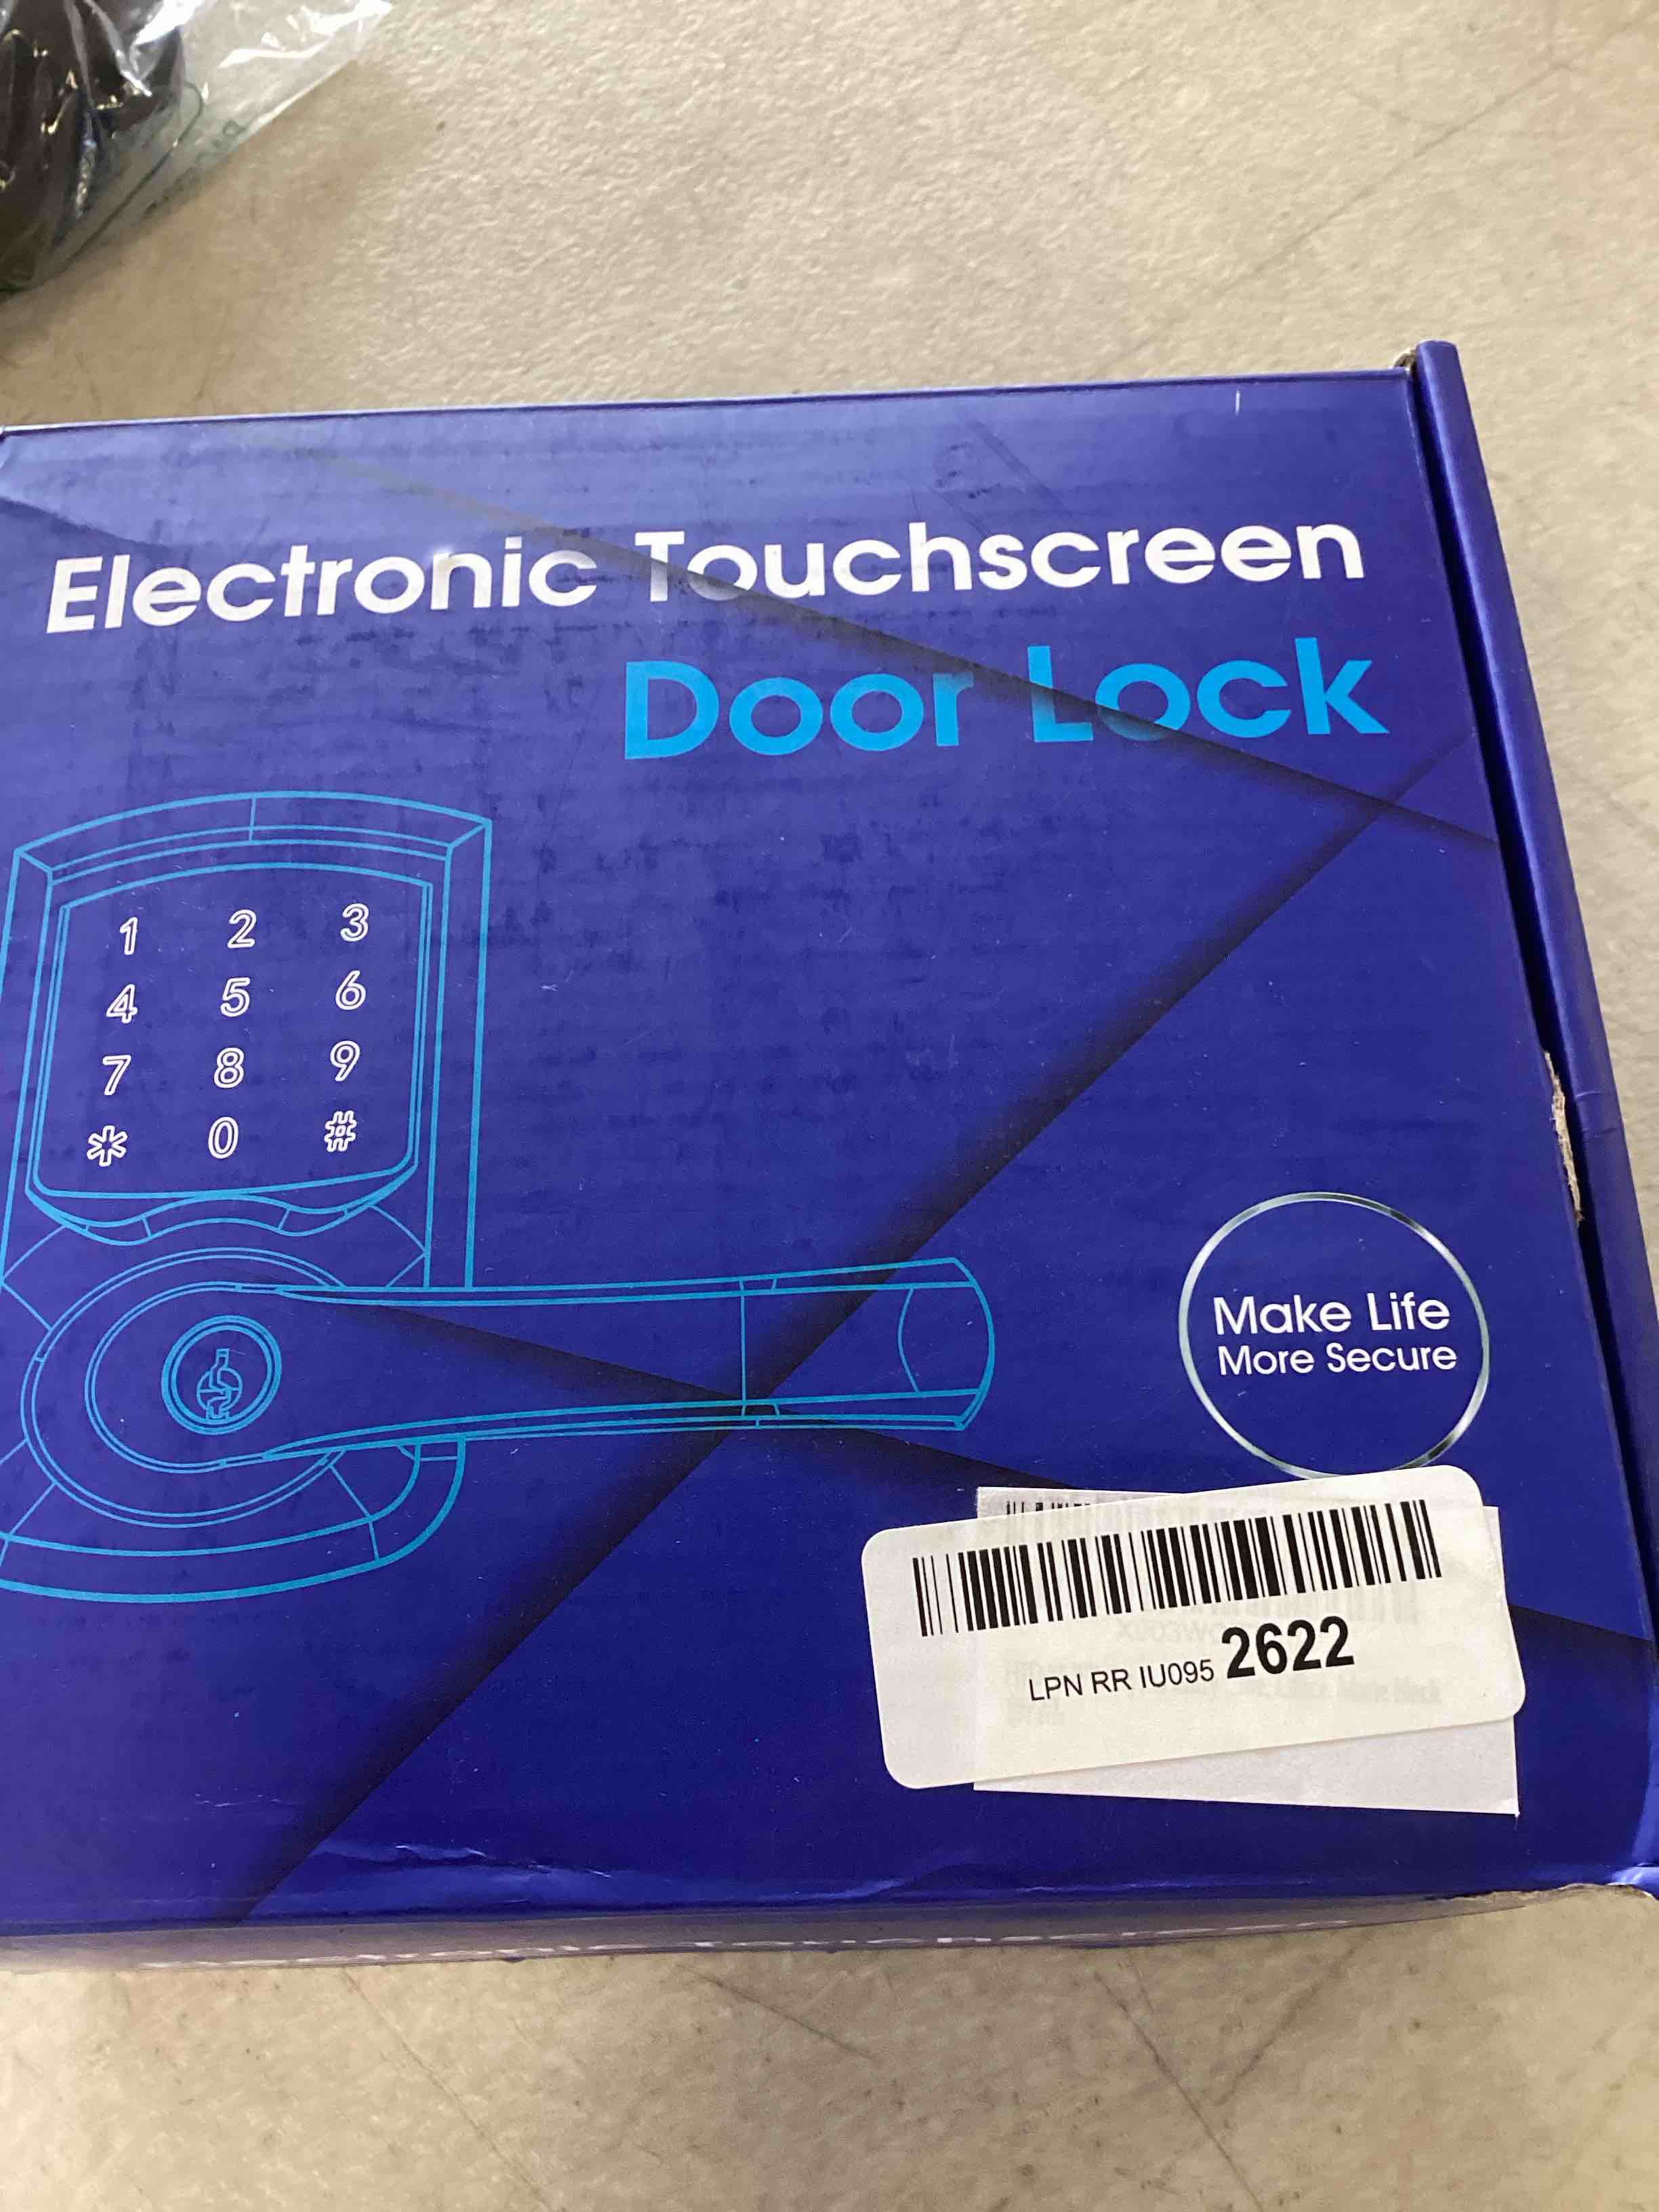 Electronic Touchscreen
Door Lock
1 2 3
4 5 6
7 8 9
* 0 #
Make Life
More Secure
LPN RR IU095 2622